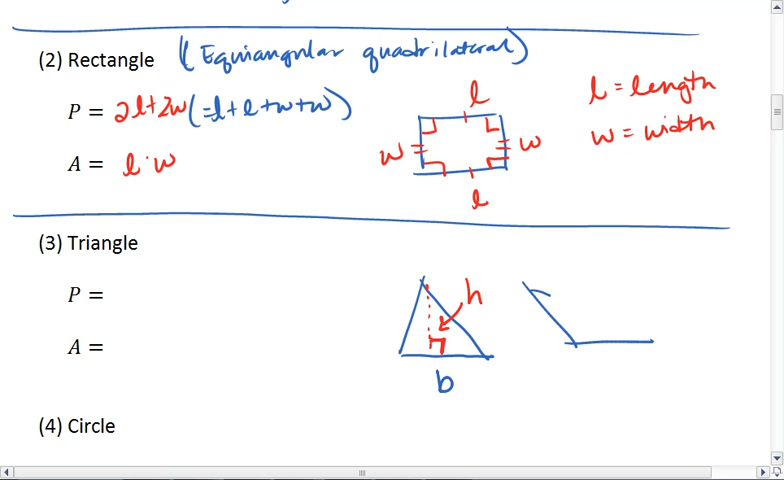 (2) Rectangle (Equiangular quadrilateral)
P = 2l+2w(=l+l+w+w)
A = l·w
l
w
w
l
l = length
w = width
(3) Triangle
P =
A =
h
b
(4) Circle